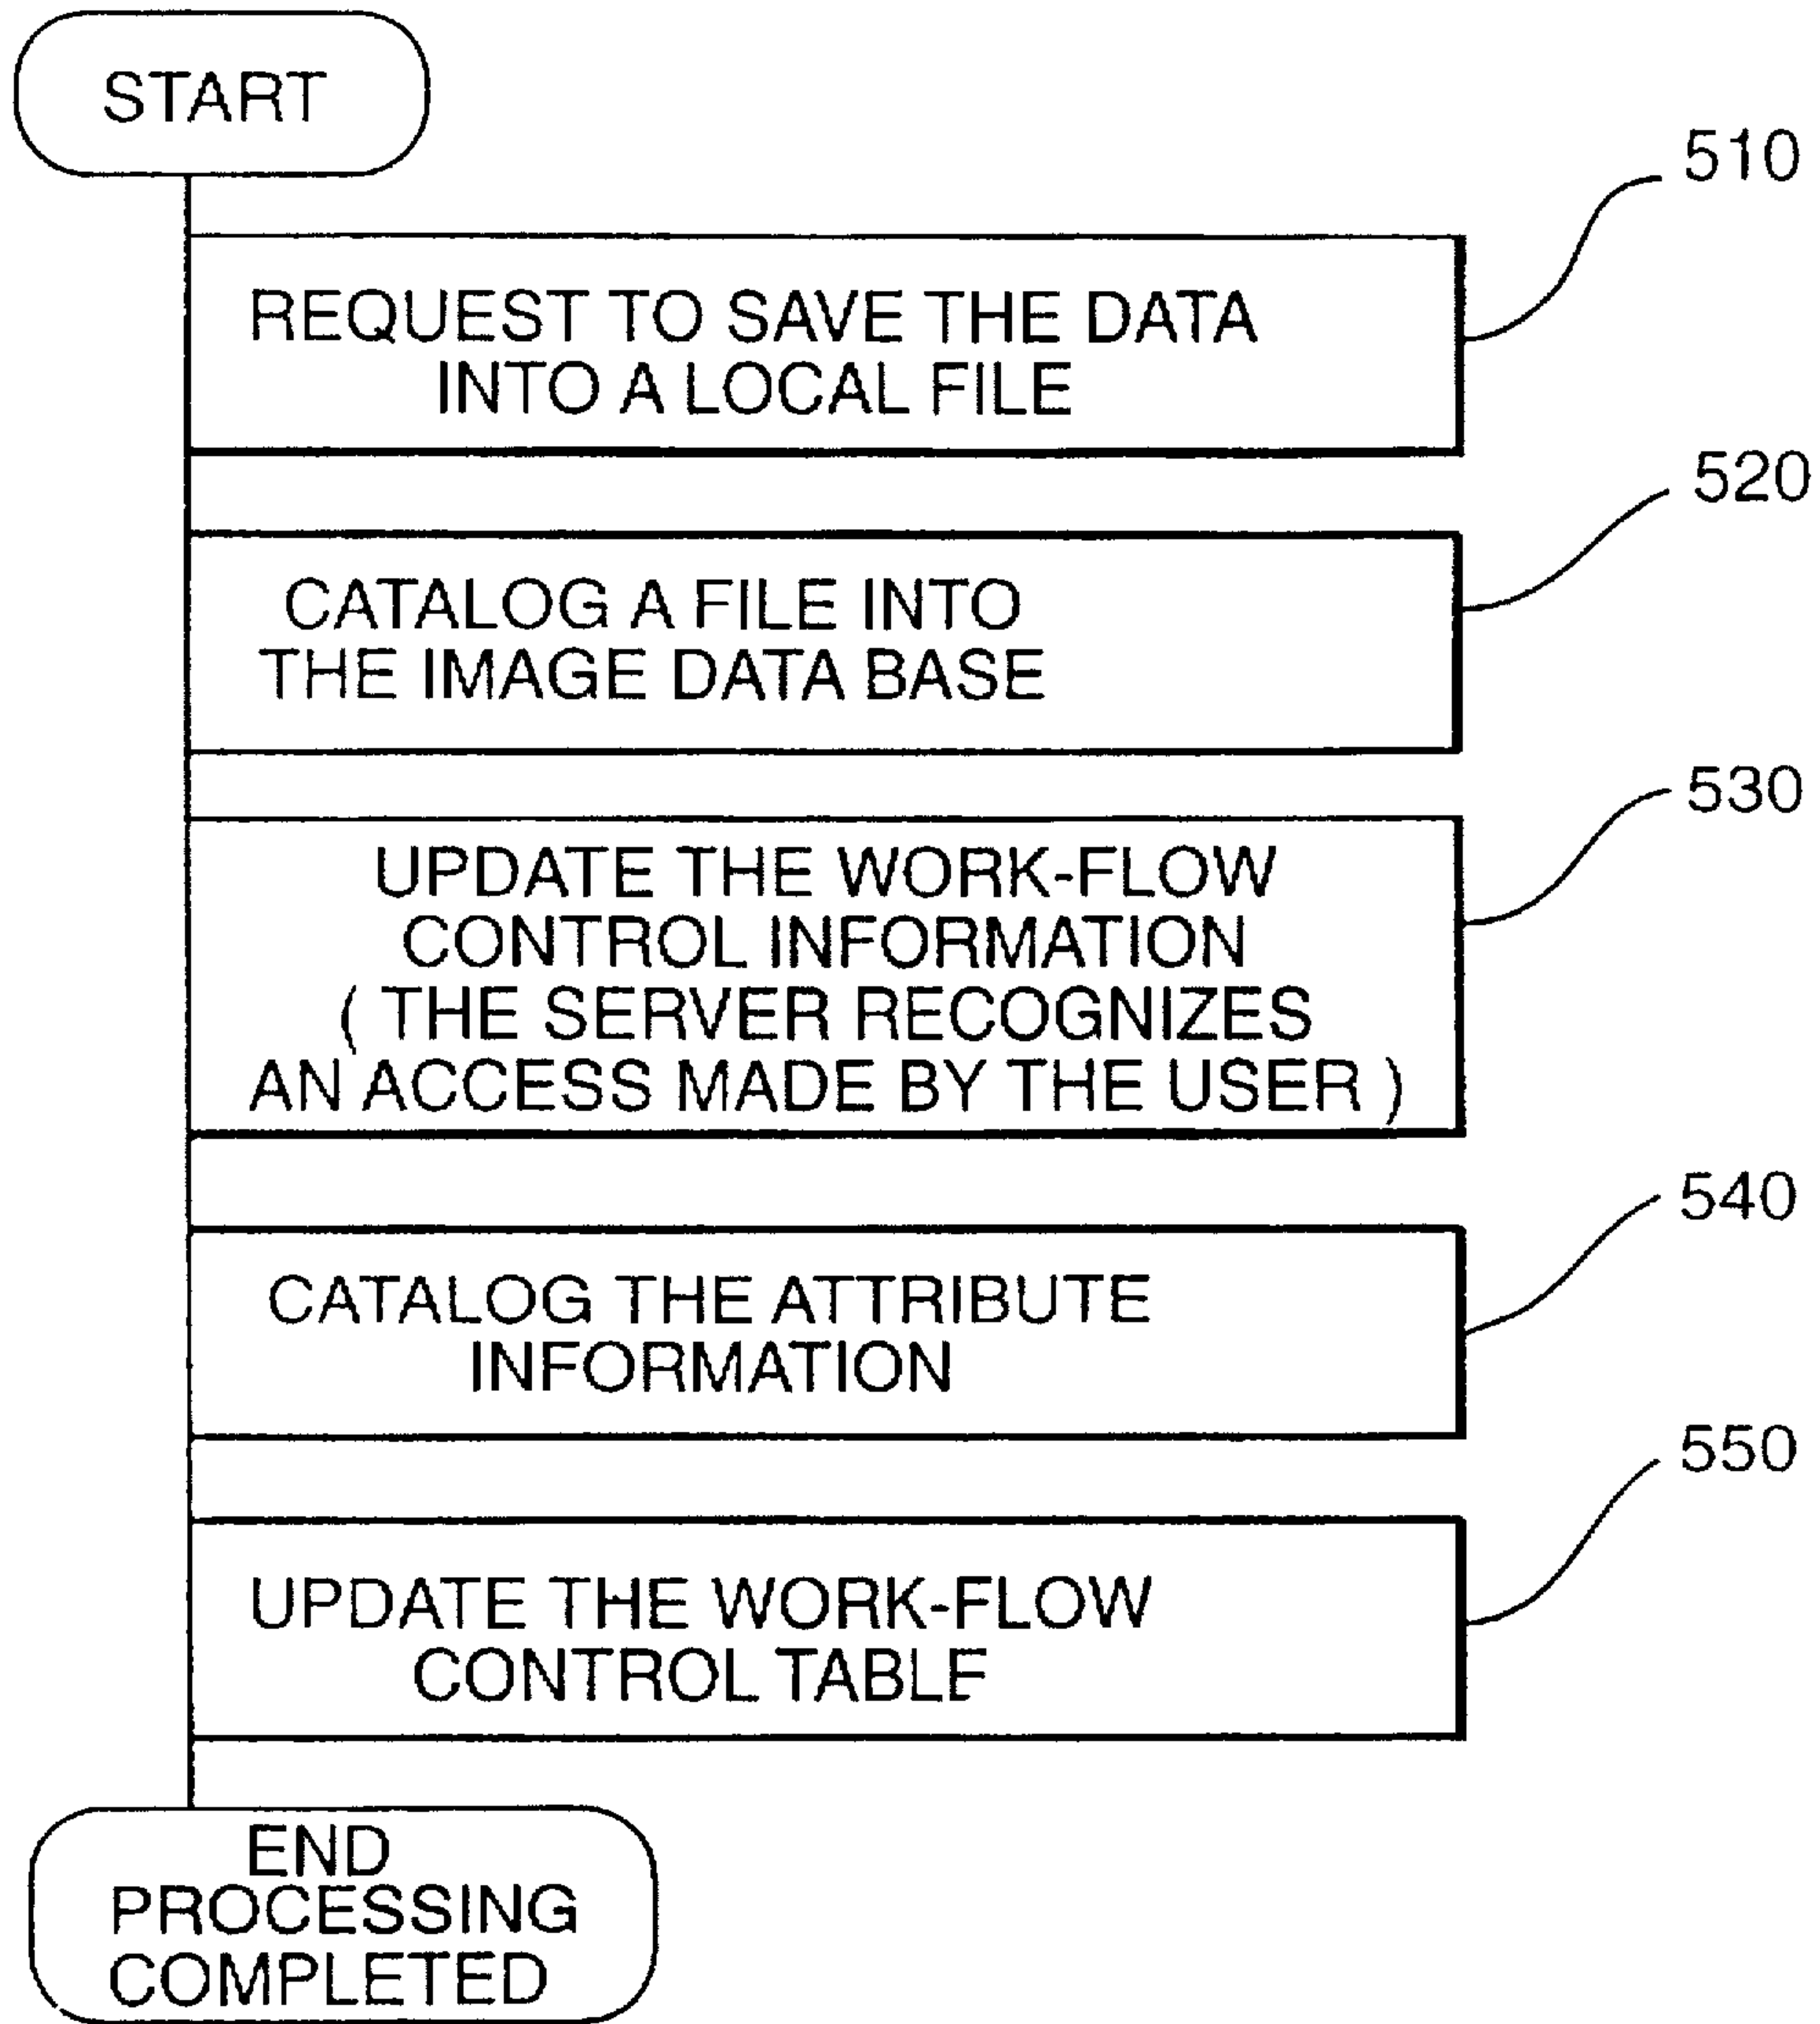 START
510
REQUEST TO SAVE THE DATA
INTO A LOCAL FILE
520
CATALOG A FILE INTO
THE IMAGE DATA BASE
530
UPDATE THE WORK-FLOW
CONTROL INFORMATION
( THE SERVER RECOGNIZES
AN ACCESS MADE BY THE USER )
540
CATALOG THE ATTRIBUTE
INFORMATION
550
UPDATE THE WORK-FLOW
CONTROL TABLE
END
PROCESSING
COMPLETED